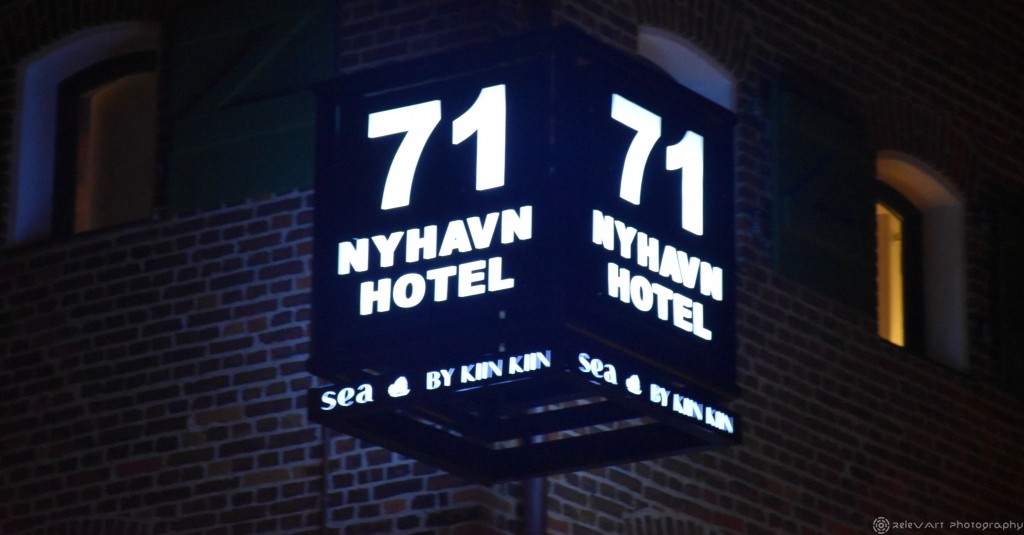 71
NYHAVN
HOTEL
sea BY KIIN KIIN
71
NYHAVN
HOTEL
sea BY KIIN KIIN
RelevArt Photography